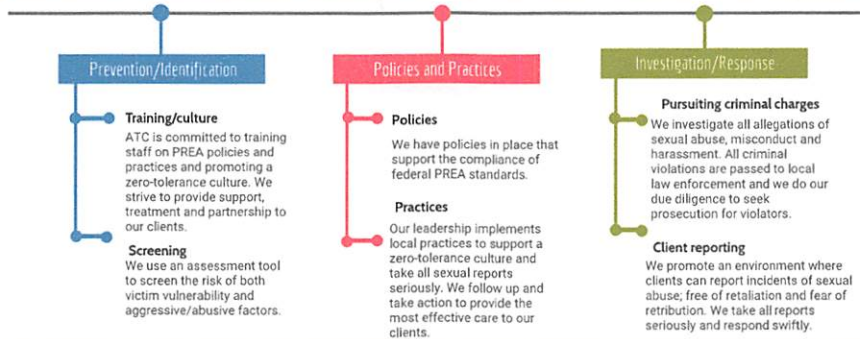 Prevention/Identification
Training/culture
ATC is committed to training
staff on PREA policies and
practices and promoting a
zero-tolerance culture. We
strive to provide support,
treatment and partnership to
our clients.
Screening
We use an assessment tool
to screen the risk of both
victim vulnerability and
aggressive/abusive factors.
Policies and Practices
Policies
We have policies in place that
support the compliance of
federal PREA standards.
Practices
Our leadership implements
local practices to support a
zero-tolerance culture and
take all sexual reports
seriously. We follow up and
take action to provide the
most effective care to our
clients.
Investigation/Response
Pursuiting criminal charges
We investigate all allegations of
sexual abuse, misconduct and
harassment. All criminal
violations are passed to local
law enforcement and we do our
due diligence to seek
prosecution for violators.
Client reporting
We promote an environment where
clients can report incidents of sexual
abuse; free of retaliation and fear of
retribution. We take all reports
seriously and respond swiftly.